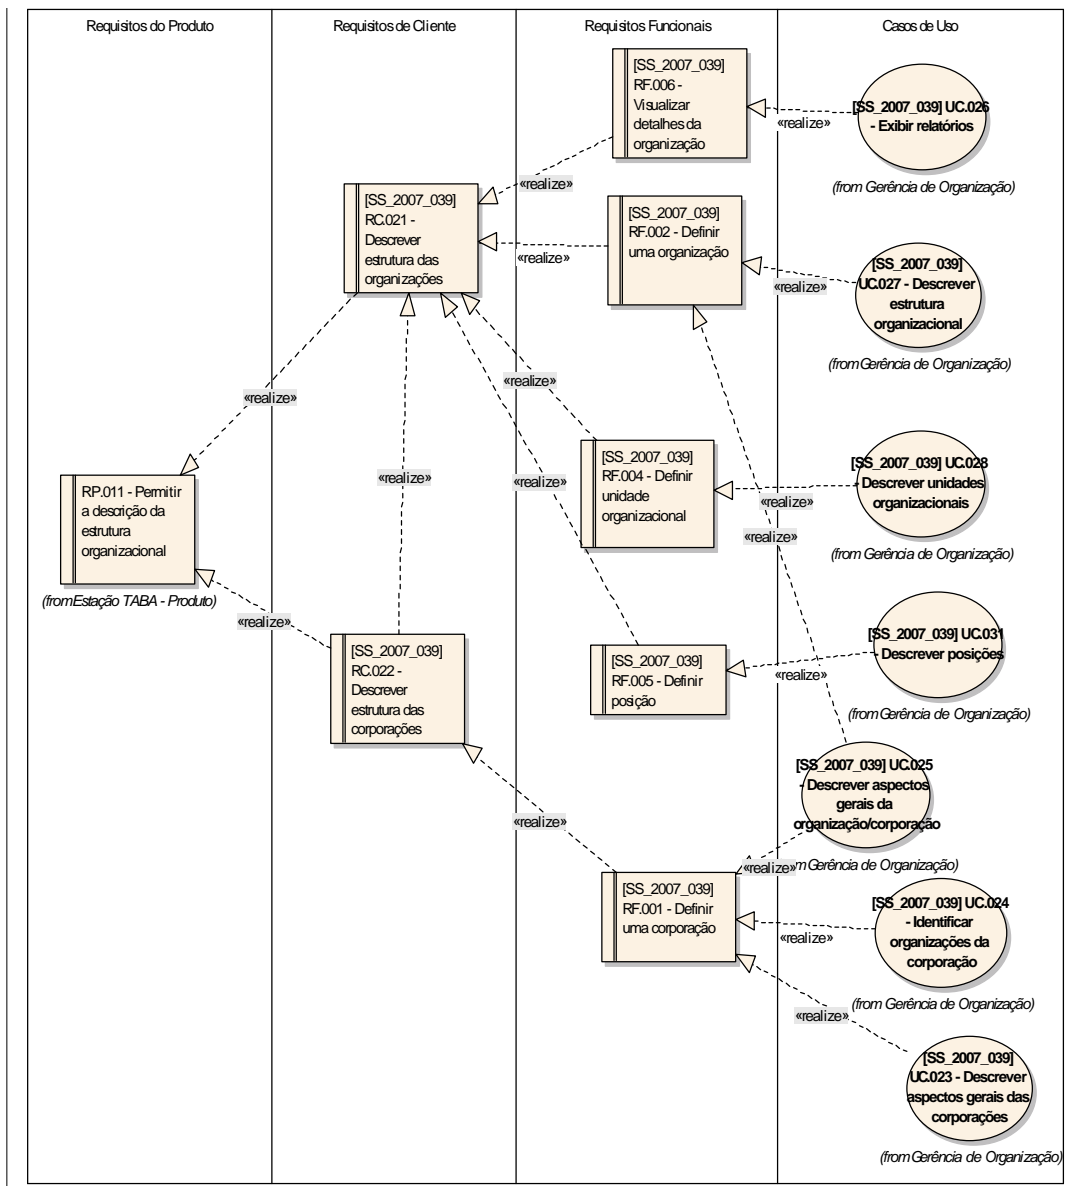 Requisitos do Produto
Requisitos de Cliente
Requisitos Funcionais
Casos de Uso
[SS_2007_039]
RF.006 -
Visualizar
detalhes da
organização
«realize»
[SS_2007_039] UC.026
- Exibir relatórios
(from Gerência de Organização)
«realize»
[SS_2007_039]
RC.021 -
Descrever
estrutura das
organizações
«realize»
[SS_2007_039]
RF.002 - Definir
uma organização
«realize»
[SS_2007_039]
UC.027 - Descrever
estrutura
organizacional
(from Gerência de Organização)
«realize»
«realize»
«realize»
«realize»
[SS_2007_039]
RF.004 - Definir
unidade
organizacional
«realize»
«realize»
[SS_2007_039] UC.028
- Descrever unidades
organizacionais
(from Gerência de Organização)
RP.011 - Permitir
a descrição da
estrutura
organizacional
(from Estação TABA - Produto)
«realize»
[SS_2007_039]
RC.022 -
Descrever
estrutura das
corporações
[SS_2007_039]
RF.005 - Definir
posição
«realize»
[SS_2007_039] UC.031
- Descrever posições
(from Gerência de Organização)
[SS_2007_039] UC.025
- Descrever aspectos
gerais da
organização/corporação
m Gerência de Organização)
«realize»
«realize»
[SS_2007_039]
RF.001 - Definir
uma corporação
«realize»
[SS_2007_039] UC.024
- Identificar
organizações da
corporação
(from Gerência de Organização)
«realize»
[SS_2007_039]
UC.023 - Descrever
aspectos gerais das
corporações
(from Gerência de Organização)